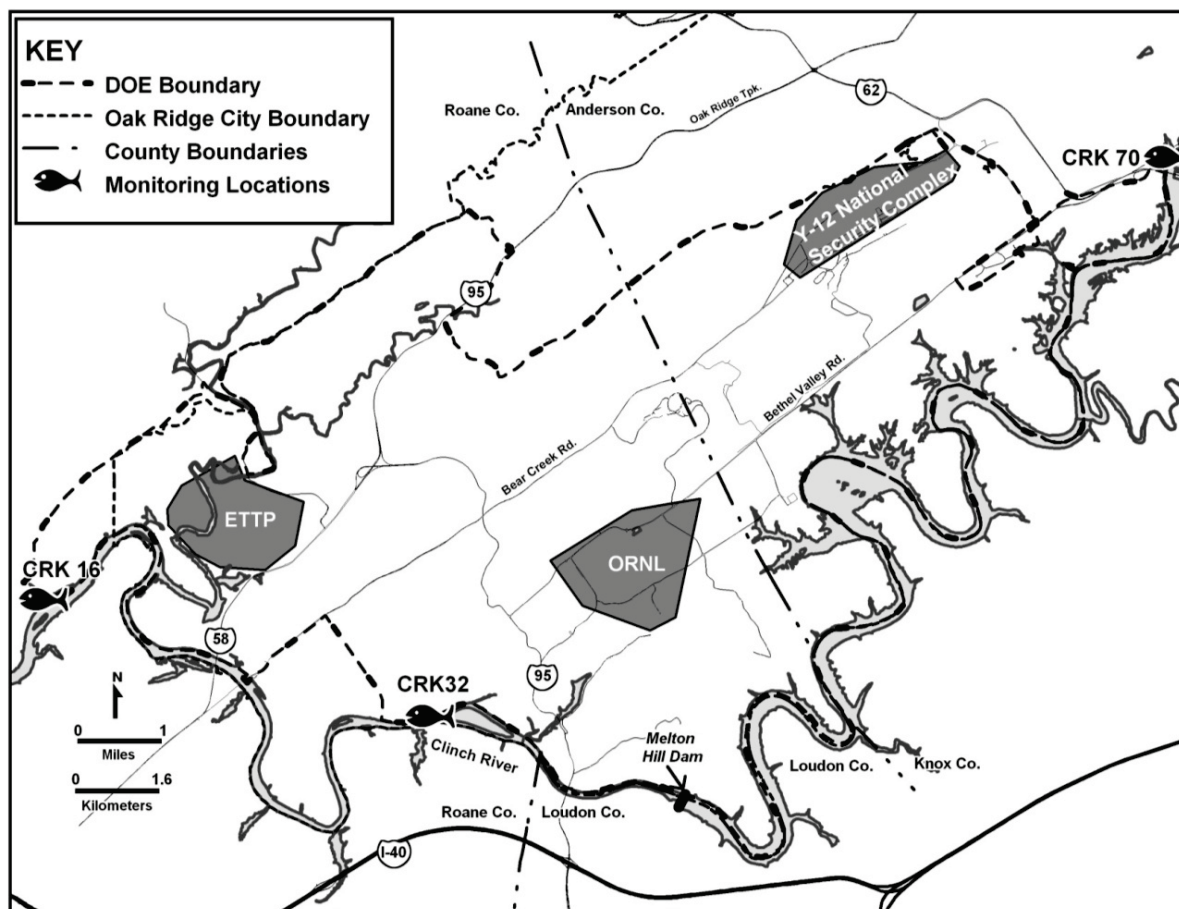 KEY
DOE Boundary
Oak Ridge City Boundary
County Boundaries
Monitoring Locations
Roane Co.
Anderson Co.
Oak Ridge Tpk.
62
CRK 70
Y-12 National
Security Complex
95
Bethel Valley Rd.
Bear Creek Rd.
ETTP
ORNL
CRK 16
58
N
0 1
Miles
0 1.6
Kilometers
CRK32
Clinch River
95
Melton
Hill Dam
Loudon Co.
Knox Co.
Roane Co.
Loudon Co.
I-40